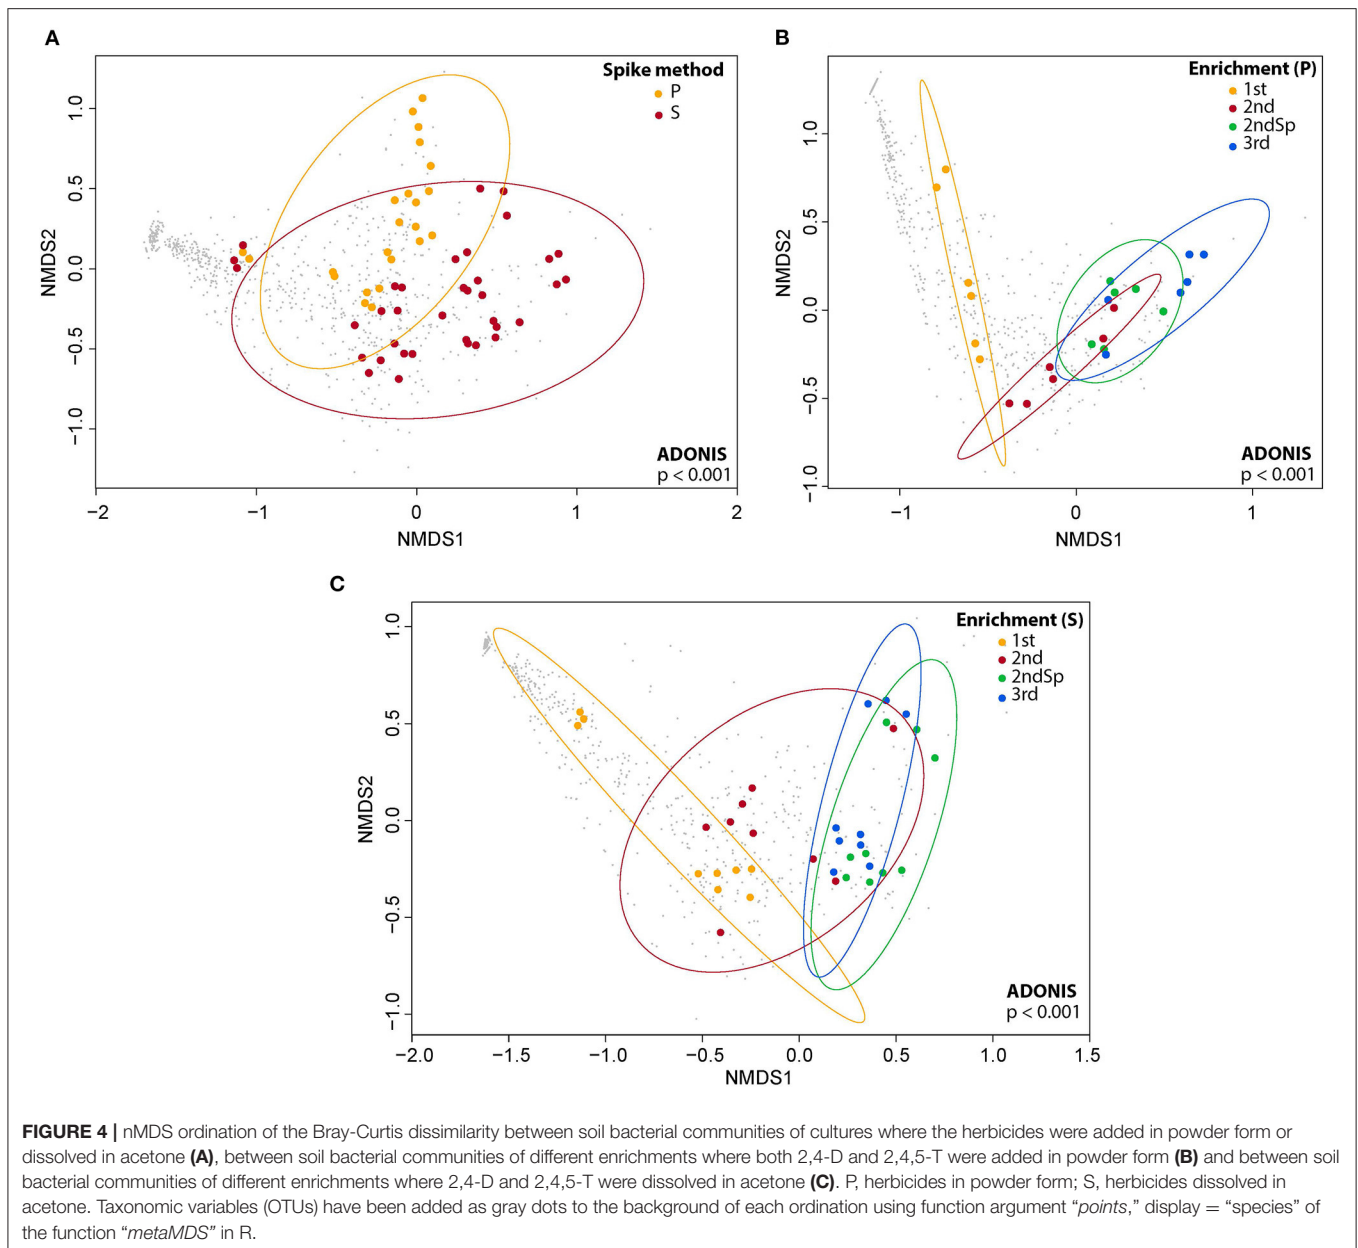 A
Spike method
P
S
1.0
0.5
0.0
−0.5
−1.0
NMDS2
ADONIS
p < 0.001
−2
−1
0
1
2
NMDS1
B
Enrichment (P)
1st
2nd
2ndSp
3rd
1.0
0.5
0.0
−0.5
−1.0
NMDS2
ADONIS
p < 0.001
−1
0
1
NMDS1
C
Enrichment (S)
1st
2nd
2ndSp
3rd
1.0
0.5
0.0
−0.5
−1.0
NMDS2
ADONIS
p < 0.001
−2.0
−1.5
−1.0
−0.5
0.0
0.5
1.0
1.5
NMDS1
FIGURE 4 | nMDS ordination of the Bray-Curtis dissimilarity between soil bacterial communities of cultures where the herbicides were added in powder form or
dissolved in acetone (A), between soil bacterial communities of different enrichments where both 2,4-D and 2,4,5-T were added in powder form (B) and between soil
bacterial communities of different enrichments where 2,4-D and 2,4,5-T were dissolved in acetone (C). P, herbicides in powder form; S, herbicides dissolved in
acetone. Taxonomic variables (OTUs) have been added as gray dots to the background of each ordination using function argument “points,” display = “species” of
the function “metaMDS” in R.